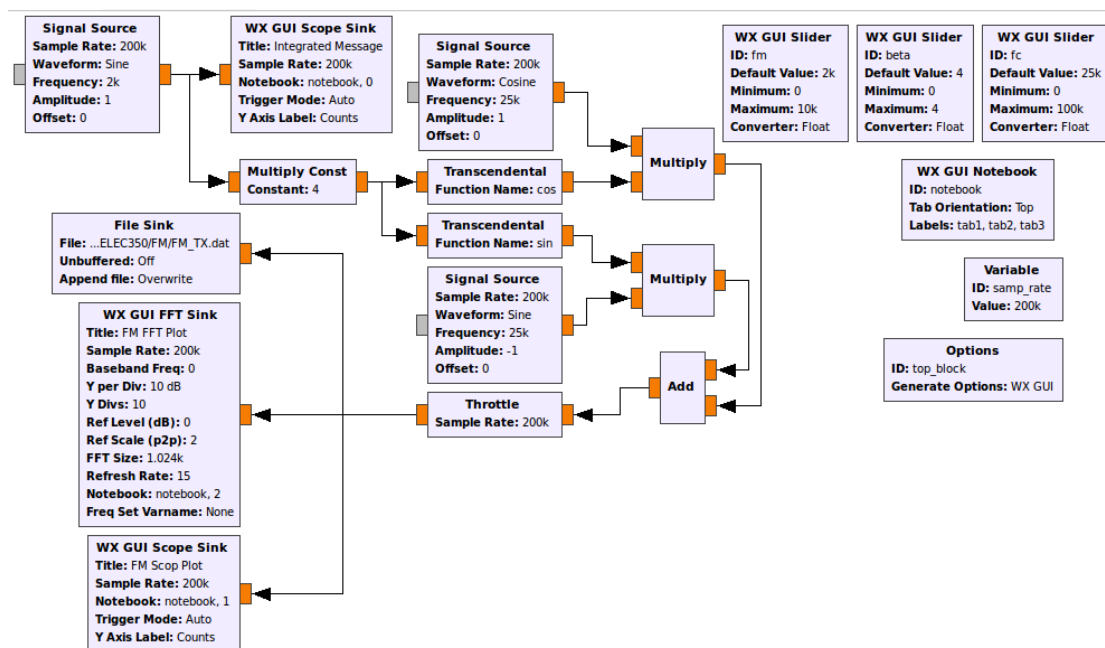 Signal Source
Sample Rate: 200k
Waveform: Sine
Frequency: 2k
Amplitude: 1
Offset: 0
WX GUI Scope Sink
Title: Integrated Message
Sample Rate: 200k
Notebook: notebook, 0
Trigger Mode: Auto
Y Axis Label: Counts
Signal Source
Sample Rate: 200k
Waveform: Cosine
Frequency: 25k
Amplitude: 1
Offset: 0
WX GUI Slider
ID: fm
Default Value: 2k
Minimum: 0
Maximum: 10k
Converter: Float
WX GUI Slider
ID: beta
Default Value: 4
Minimum: 0
Maximum: 4
Converter: Float
WX GUI Slider
ID: fc
Default Value: 25k
Minimum: 0
Maximum: 100k
Converter: Float
Multiply Const
Constant: 4
Transcendental
Function Name: cos
Multiply
WX GUI Notebook
ID: notebook
Tab Orientation: Top
Labels: tab1, tab2, tab3
File Sink
File: ...ELEC350/FM/FM_TX.dat
Unbuffered: Off
Append file: Overwrite
Transcendental
Function Name: sin
Signal Source
Sample Rate: 200k
Waveform: Sine
Frequency: 25k
Amplitude: -1
Offset: 0
Multiply
Variable
ID: samp_rate
Value: 200k
WX GUI FFT Sink
Title: FM FFT Plot
Sample Rate: 200k
Baseband Freq: 0
Y per Div: 10 dB
Y Divs: 10
Ref Level (dB): 0
Ref Scale (p2p): 2
FFT Size: 1.024k
Refresh Rate: 15
Notebook: notebook, 2
Freq Set Varname: None
Throttle
Sample Rate: 200k
Add
Options
ID: top_block
Generate Options: WX GUI
WX GUI Scope Sink
Title: FM Scop Plot
Sample Rate: 200k
Notebook: notebook, 1
Trigger Mode: Auto
Y Axis Label: Counts